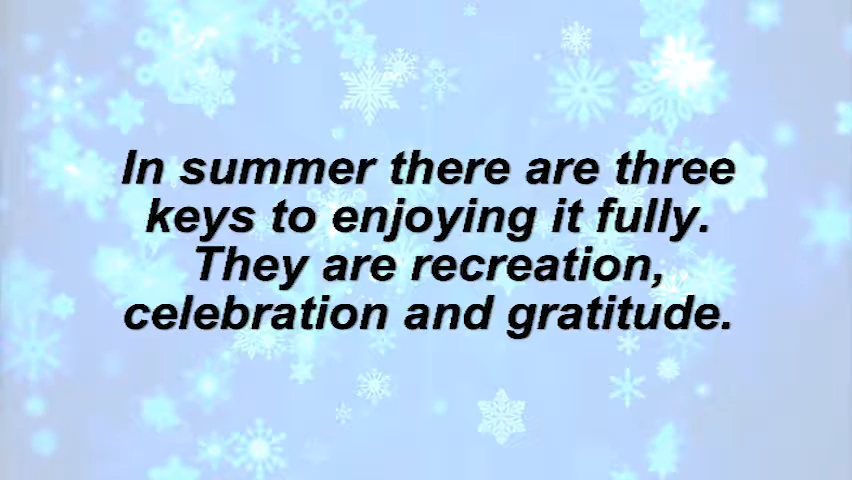 In summer there are three
keys to enjoying it fully.
They are recreation,
celebration and gratitude.